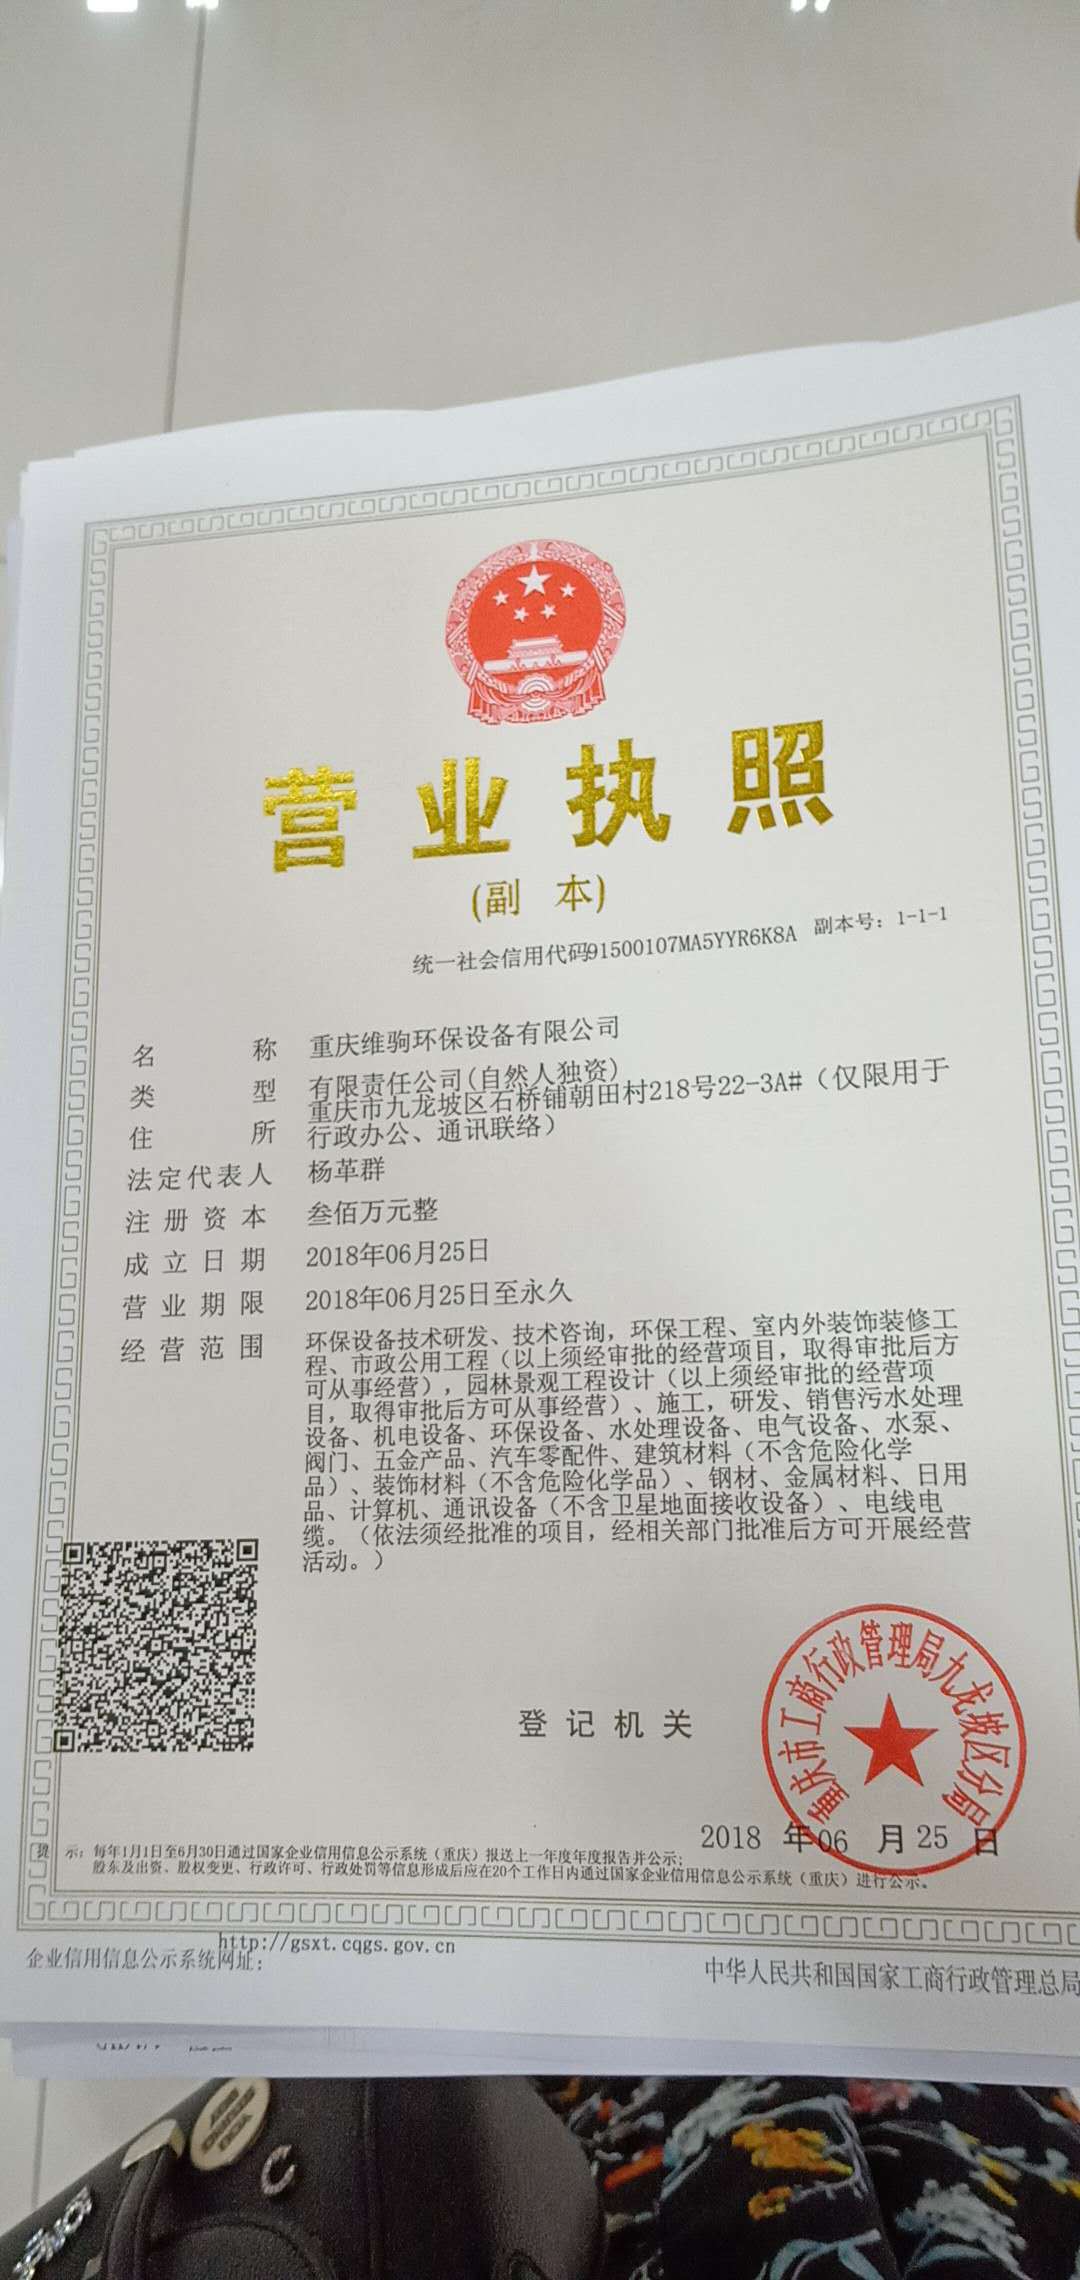 营业执照
(副 本)
统一社会信用代码91500107MA5YYR6K8A 副本号：1-1-1
名 称 重庆维驹环保设备有限公司
类 型 有限责任公司(自然人独资)
住 所 重庆市九龙坡区石桥铺朝田村218号22-3A#（仅限用于
行政办公、通讯联络）
法定代表人 杨革群
注册资本 叁佰万元整
成立日期 2018年06月25日
营业期限 2018年06月25日至永久
经营范围 环保设备技术研发、技术咨询，环保工程、室内外装饰装修工
程、市政公用工程（以上须经审批的经营项目，取得审批后方
可从事经营），园林景观工程设计（以上须经审批的经营项
目，取得审批后方可从事经营）、施工，研发、销售污水处理
设备、机电设备、环保设备、水处理设备、电气设备、水泵、
阀门、五金产品、汽车零配件、建筑材料（不含危险化学
品）、装饰材料（不含危险化学品）、钢材、金属材料、日用
品、计算机、通讯设备（不含卫星地面接收设备）、电线电
缆。（依法须经批准的项目，经相关部门批准后方可开展经营
活动。）
登记机关
重庆市工商行政管理局九龙坡区分局
2018 年 06 月 25 日
提 示：每年1月1日至6月30日通过国家企业信用信息公示系统（重庆）报送上一年度年度报告并公示；
股东及出资、股权变更、行政许可、行政处罚等信息形成后应在20个工作日内通过国家企业信用信息公示系统（重庆）进行公示。
企业信用信息公示系统网址：http://gsxt.cqgs.gov.cn
中华人民共和国国家工商行政管理总局